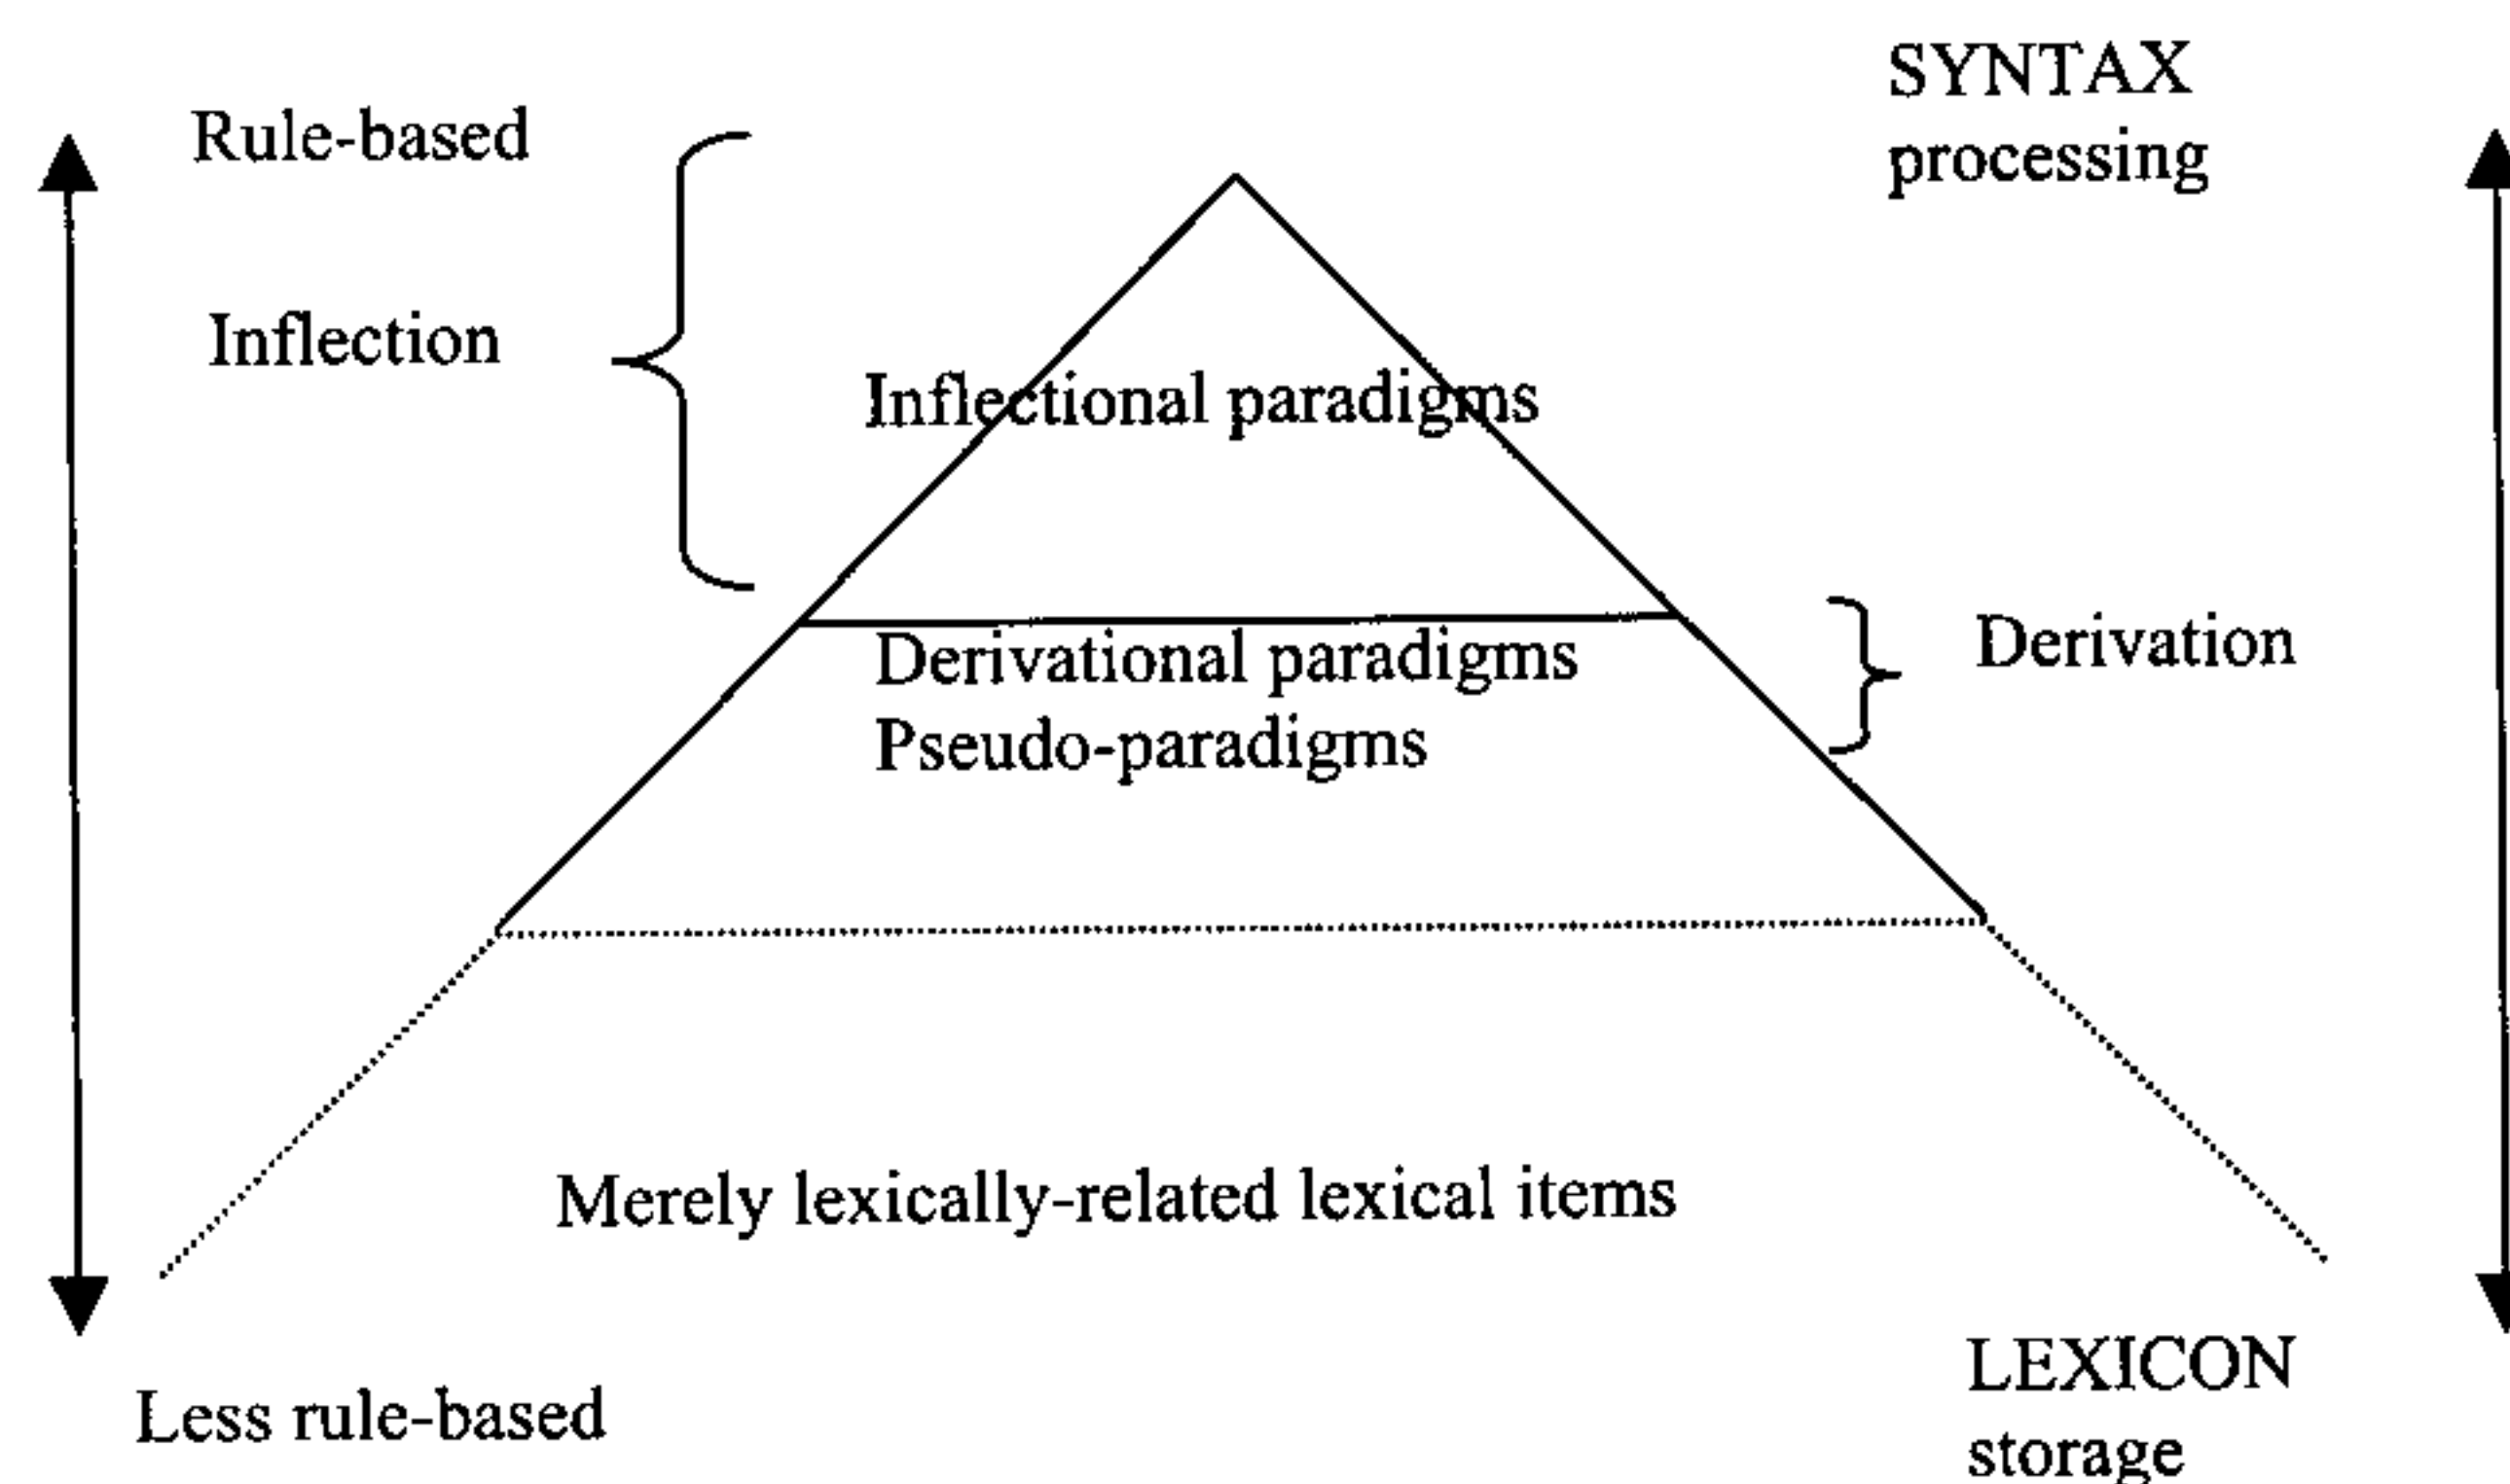 SYNTAX
processing
Rule-based
Inflection
Inflectional paradigms
Derivational paradigms
Pseudo-paradigms
Derivation
Merely lexically-related lexical items
LEXICON
storage
Less rule-based